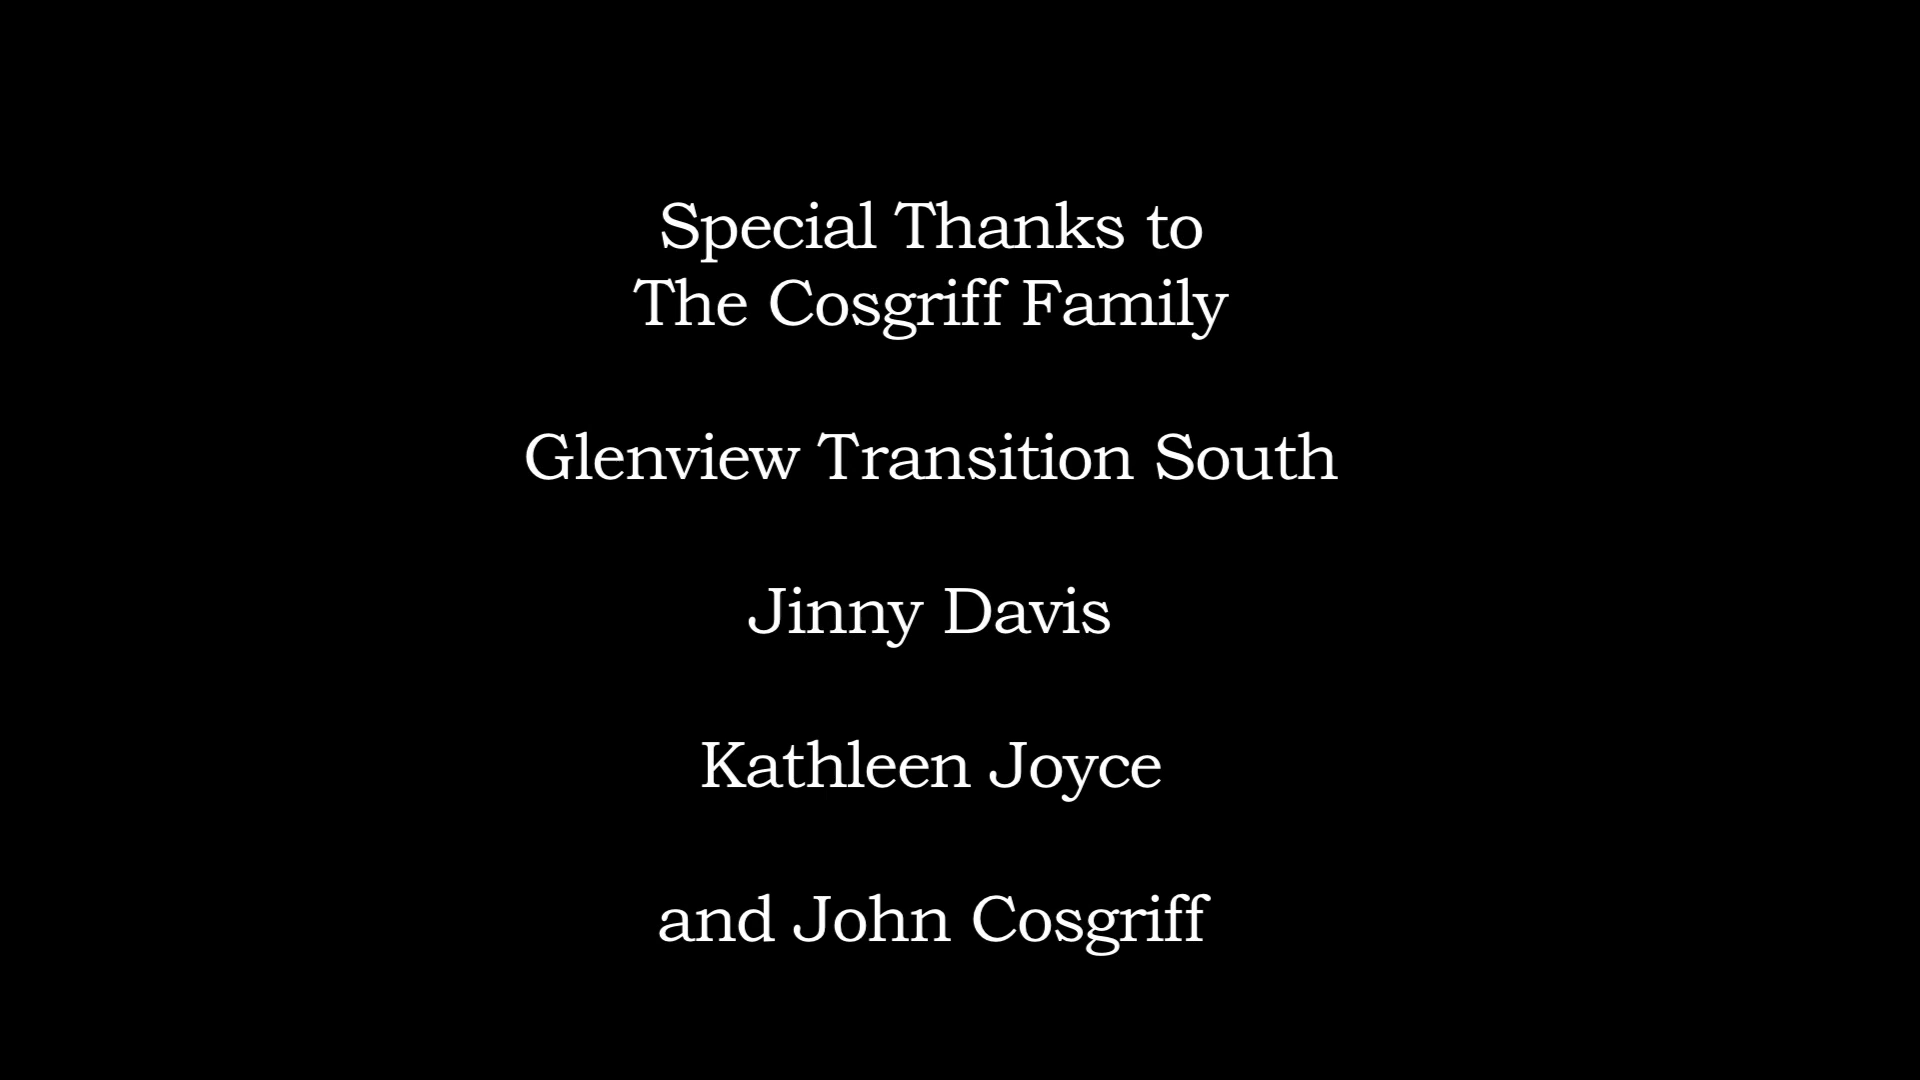 Special Thanks to
The Cosgriff Family
Glenview Transition South
Jinny Davis
Kathleen Joyce
and John Cosgriff